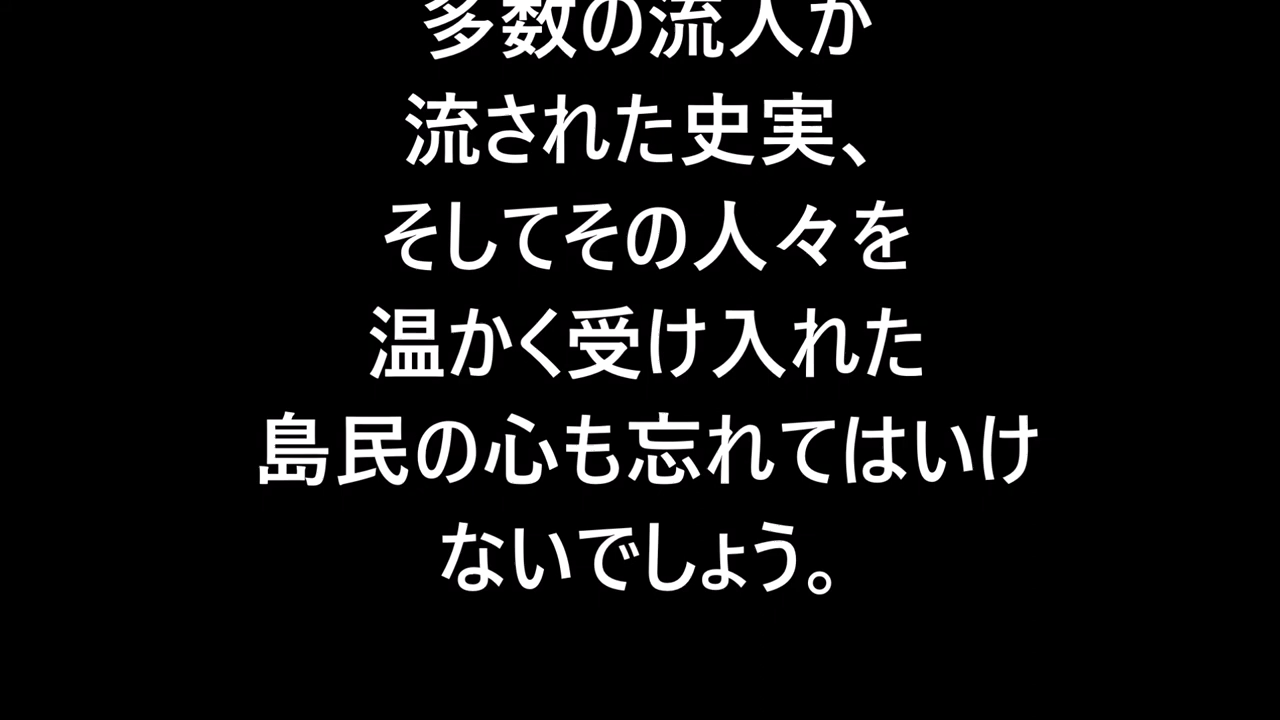 多数の流人が
流された史実、
そしてその人々を
温かく受け入れた
島民の心も忘れてはいけ
ないでしょう。